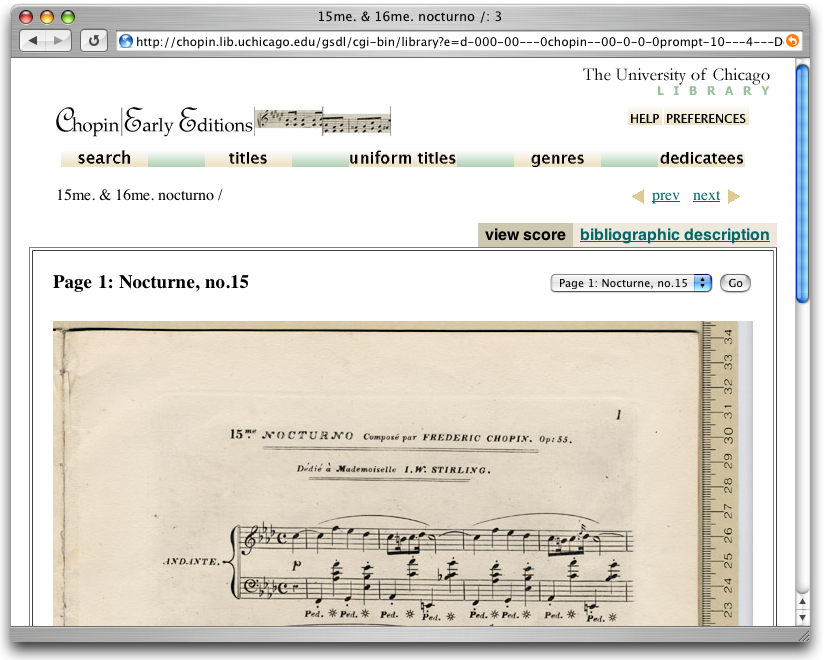 15me. & 16me. nocturno /: 3
http://chopin.lib.uchicago.edu/gsdl/cgi-bin/library?e=d-000-00---0chopin--00-0-0-0prompt-10---4---D
The University of Chicago
LIBRARY
Chopin Early Editions
HELP PREFERENCES
search titles uniform titles genres dedicatees
15me. & 16me. nocturno /
prev next
view score bibliographic description
Page 1: Nocturne, no.15
Page 1: Nocturne, no.15 Go
1
15me NOCTURNO Composé par FREDERIC CHOPIN. Op: 55.
Dedié à Mademoiselle I.W. STIRLING.
ANDANTE.
p
Ped. Ped. Ped. Ped. Ped. Ped. Ped.
34
33
32
31
30
29
28
27
26
25
24
23